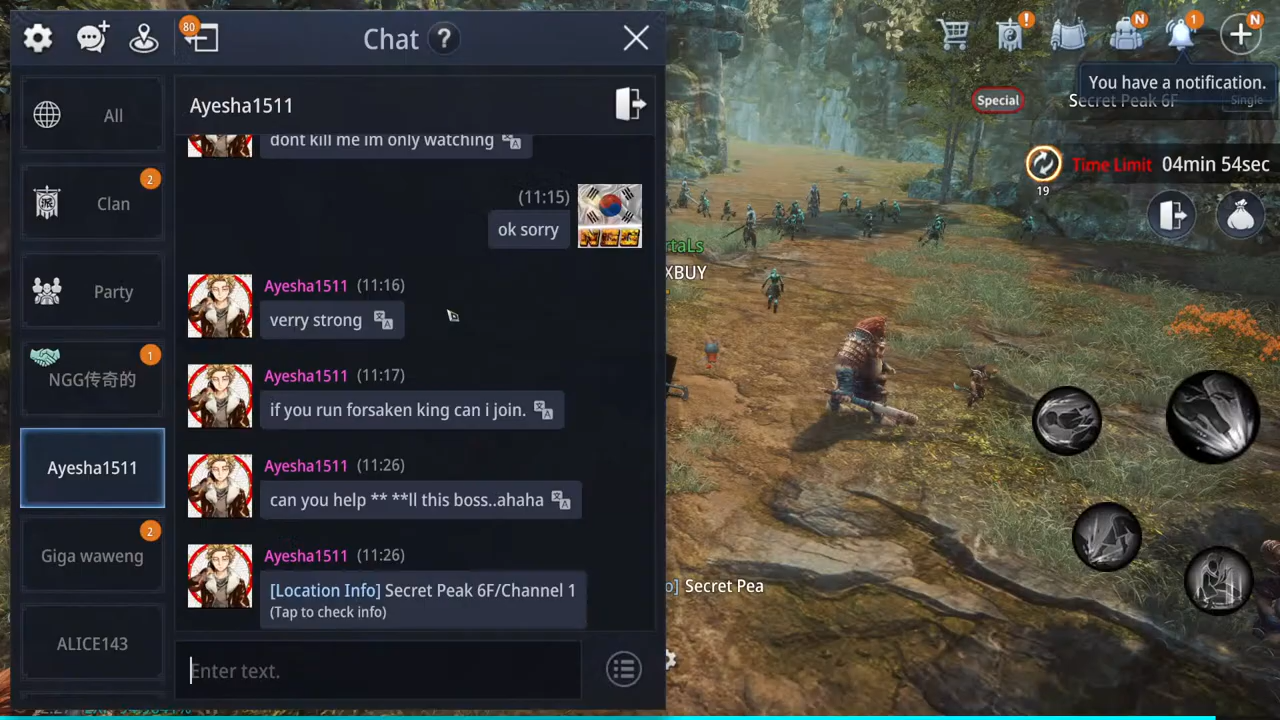 80
Chat ?
All
Clan
2
Party
NGG传奇的
1
Ayesha1511
Giga waweng
2
ALICE143
Ayesha1511
dont kill me im only watching
(11:15)
ok sorry
Ayesha1511 (11:16)
verry strong
Ayesha1511 (11:17)
if you run forsaken king can i join.
Ayesha1511 (11:26)
can you help ** **ll this boss..ahaha
Ayesha1511 (11:26)
[Location Info] Secret Peak 6F/Channel 1
(Tap to check info)
Enter text.
!
N
1
N
You have a notification.
Special
Secret Peak 6F
Single
Time Limit 04min 54sec
19
rtaLs
XBUY
o] Secret Pea